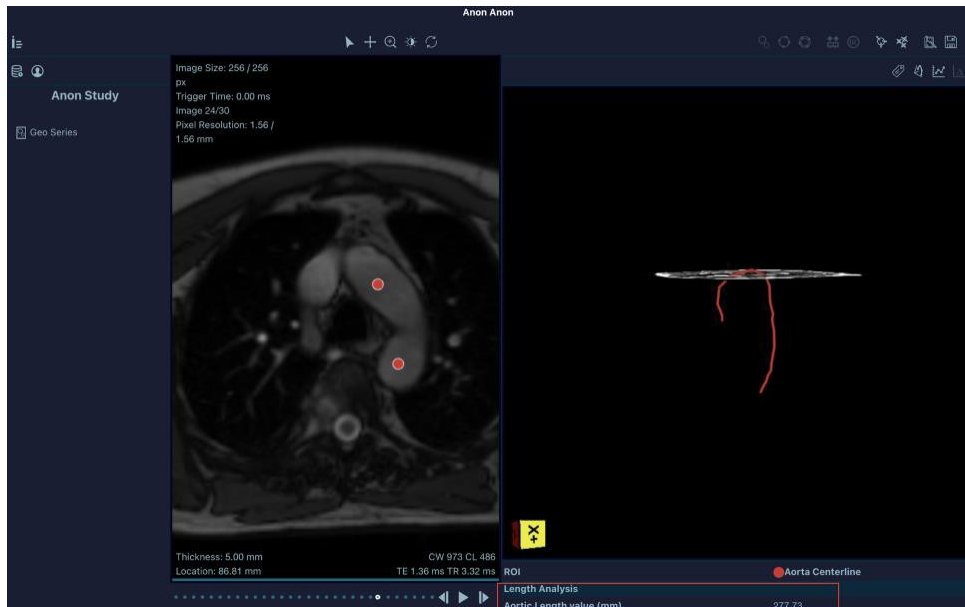 Anon Anon
Anon Study
Geo Series
Image Size: 256 / 256
px
Trigger Time: 0.00 ms
Image 24/30
Pixel Resolution: 1.56 /
1.56 mm
Thickness: 5.00 mm
Location: 86.81 mm
CW 973 CL 486
TE 1.36 ms TR 3.32 ms
X+
ROI
Aorta Centerline
Length Analysis
Aortic Length value (mm)
277.73